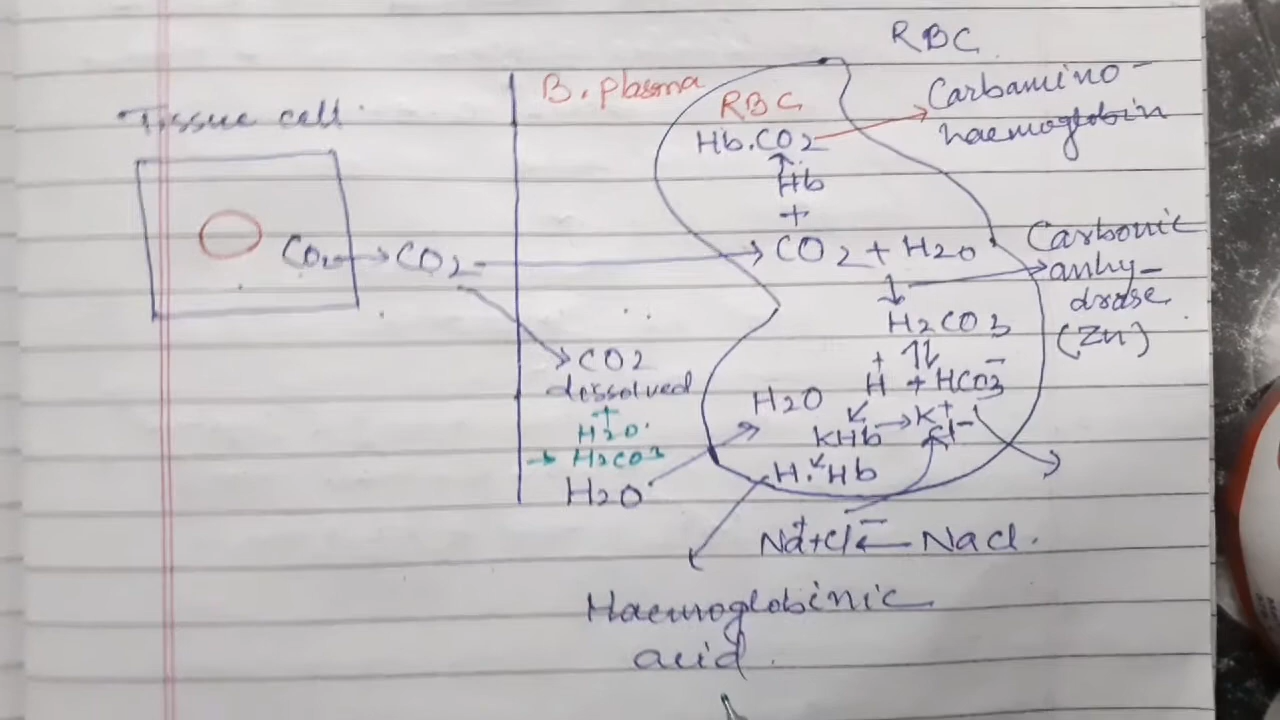 RBC
B. plasma
RBC
Carbamino-
haemoglobin
Tissue cell
Hb.CO2
Hb
+
CO2 → CO2 → CO2 + H2O
Carbonic
anhy-
drase
(Zn)
H2CO3
CO2
dessolved
+
H2O
→ H2CO3
H2O
H+ + HCO3-
H2O
KHb → K+
Cl-
H.Hb
Na+ + Cl- ← NaCl.
Haemoglobinic
acid.